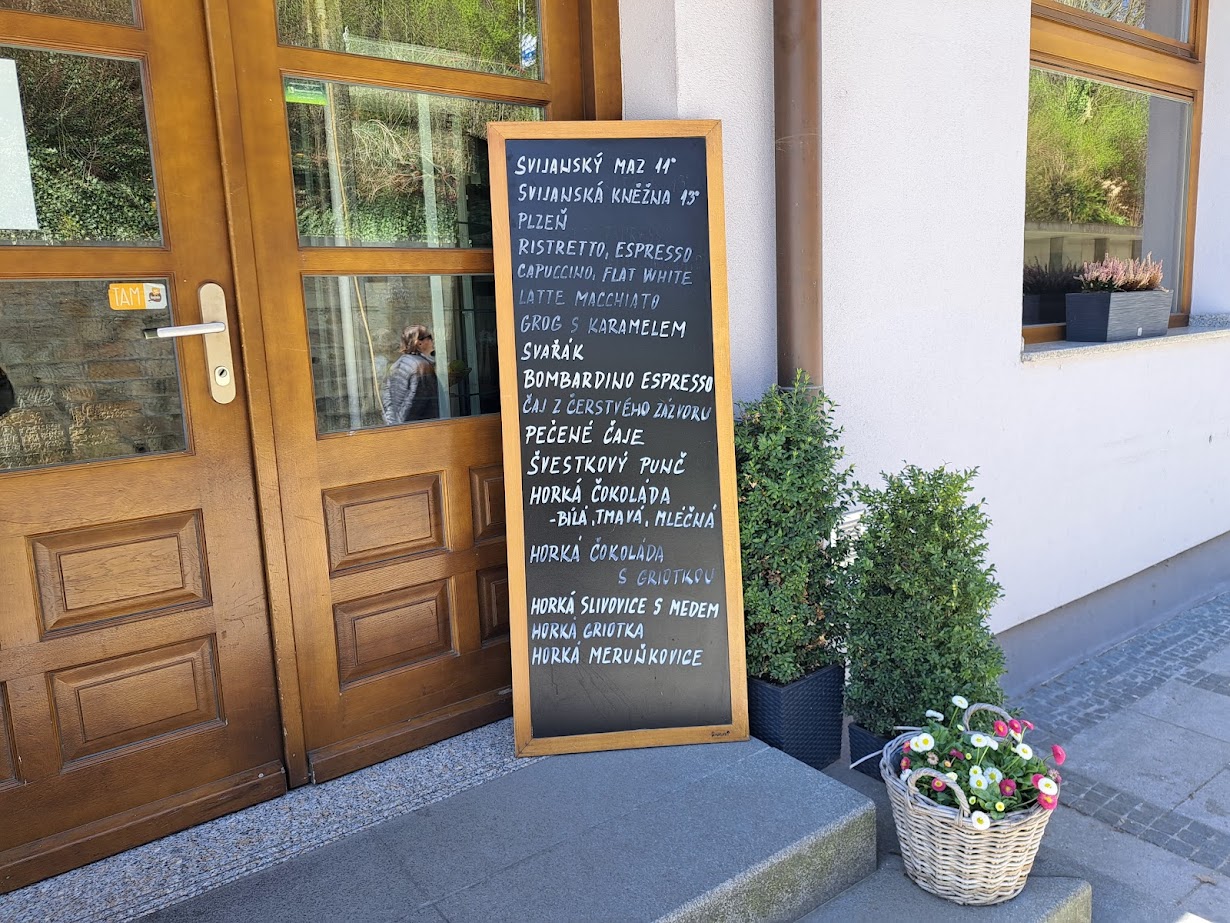 SVIJANSKÝ MAZ 11°
SVIJANSKÁ KNĚŽNA 13°
PLZEŇ
RISTRETTO, ESPRESSO
CAPUCCINO, FLAT WHITE
LATTE MACCHIATO
GROG S KARAMELEM
SVAŘÁK
BOMBARDINO ESPRESSO
ČAJ Z ČERSTVÉHO ZÁZVORU
PEČENÉ ČAJE
ŠVESTKOVÝ PUNČ
HORKÁ ČOKOLÁDA
-BÍLÁ, TMAVÁ, MLÉČNÁ
HORKÁ ČOKOLÁDA
S GRIOTKOU
HORKÁ SLIVOVICE S MEDEM
HORKÁ GRIOTKA
HORKÁ MERUŇKOVICE
TAM